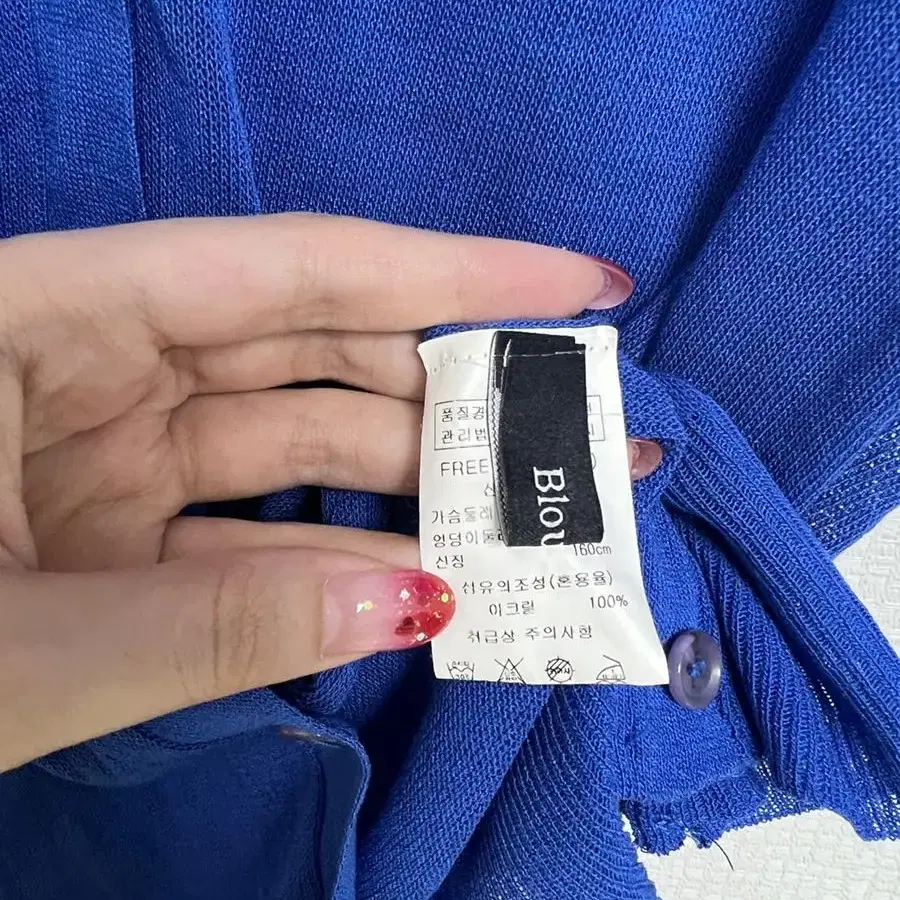 품질경
관리법
FREE
Blou
가슴둘레
엉덩이둘
신장
160cm
섬유의조성(혼용율)
아크릴 100%
취급상 주의사항